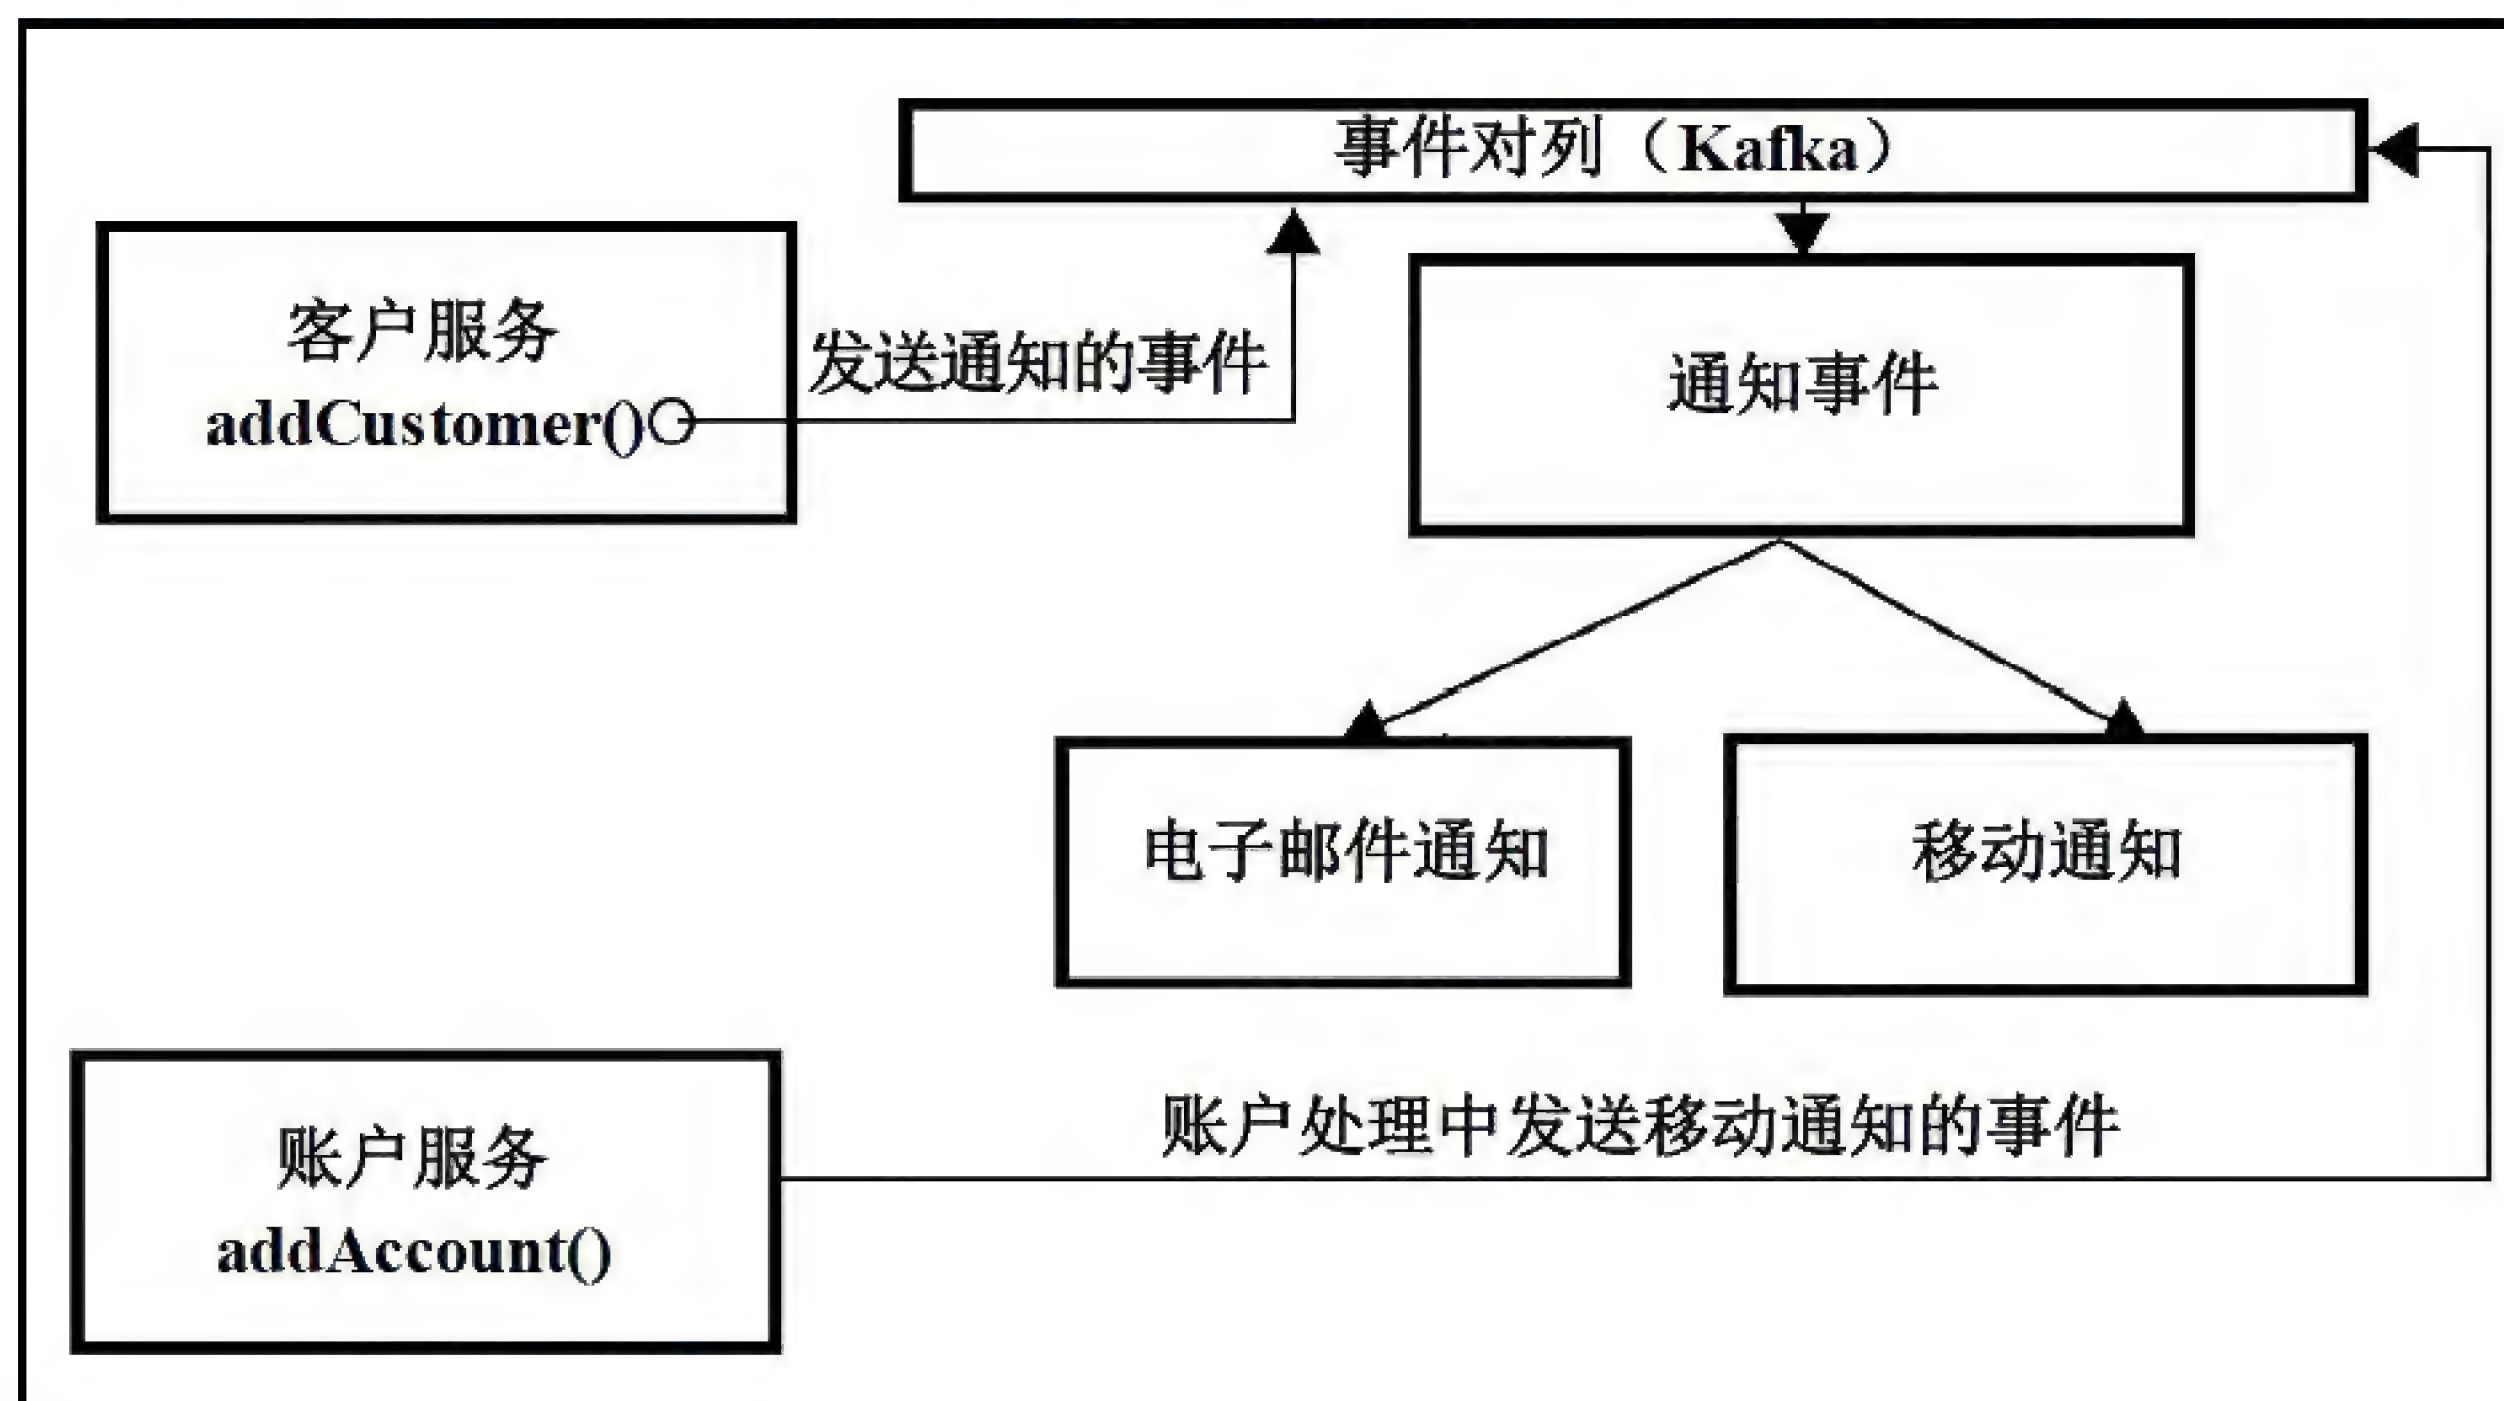 事件对列（Kafka）
客户服务
addCustomer()
发送通知的事件
通知事件
电子邮件通知
移动通知
账户服务
addAccount()
账户处理中发送移动通知的事件